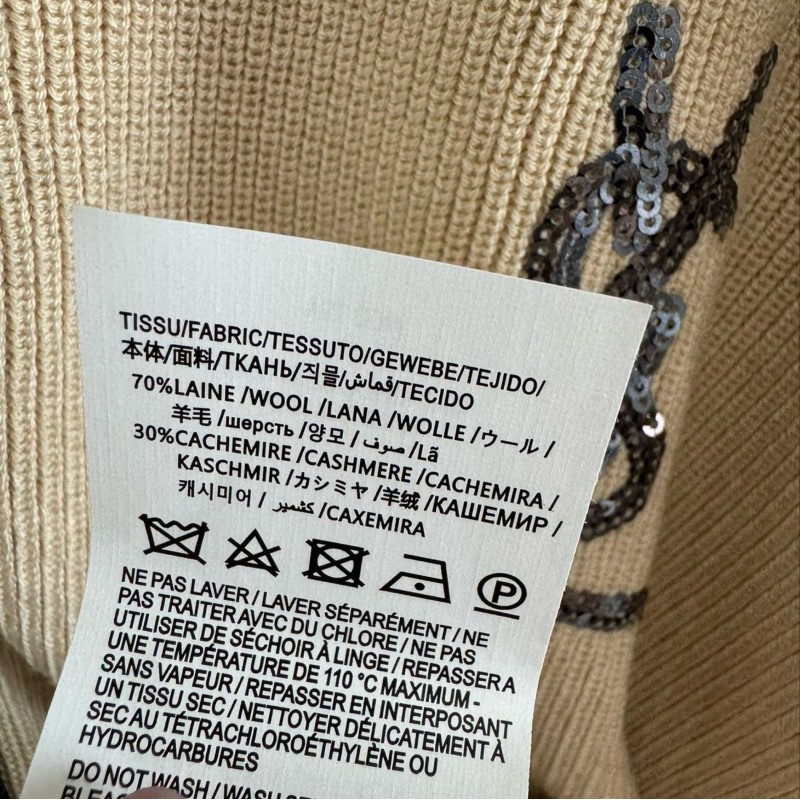 TISSU/FABRIC/TESSUTO/GEWEBE/TEJIDO/
本体/面料/ТКАНЬ/직물/قماش/TECIDO
70%LAINE /WOOL /LANA /WOLLE /ウール /
羊毛 /шерсть /양모 / صوف /Lã
30%CACHEMIRE /CASHMERE /CACHEMIRA /
KASCHMIR /カシミヤ /羊绒 /КАШЕМИР /
캐시미어 / كشمير /CAXEMIRA
P
NE PAS LAVER / LAVER SÉPARÉMENT / NE
PAS TRAITER AVEC DU CHLORE / NE PAS
UTILISER DE SÉCHOIR À LINGE / REPASSER A
UNE TEMPÉRATURE DE 110 °C MAXIMUM -
SANS VAPEUR / REPASSER EN INTERPOSANT
UN TISSU SEC / NETTOYER DÉLICATEMENT À
SEC AU TÉTRACHLOROÉTHYLÈNE OU
HYDROCARBURES
DO NOT WASH / WASH